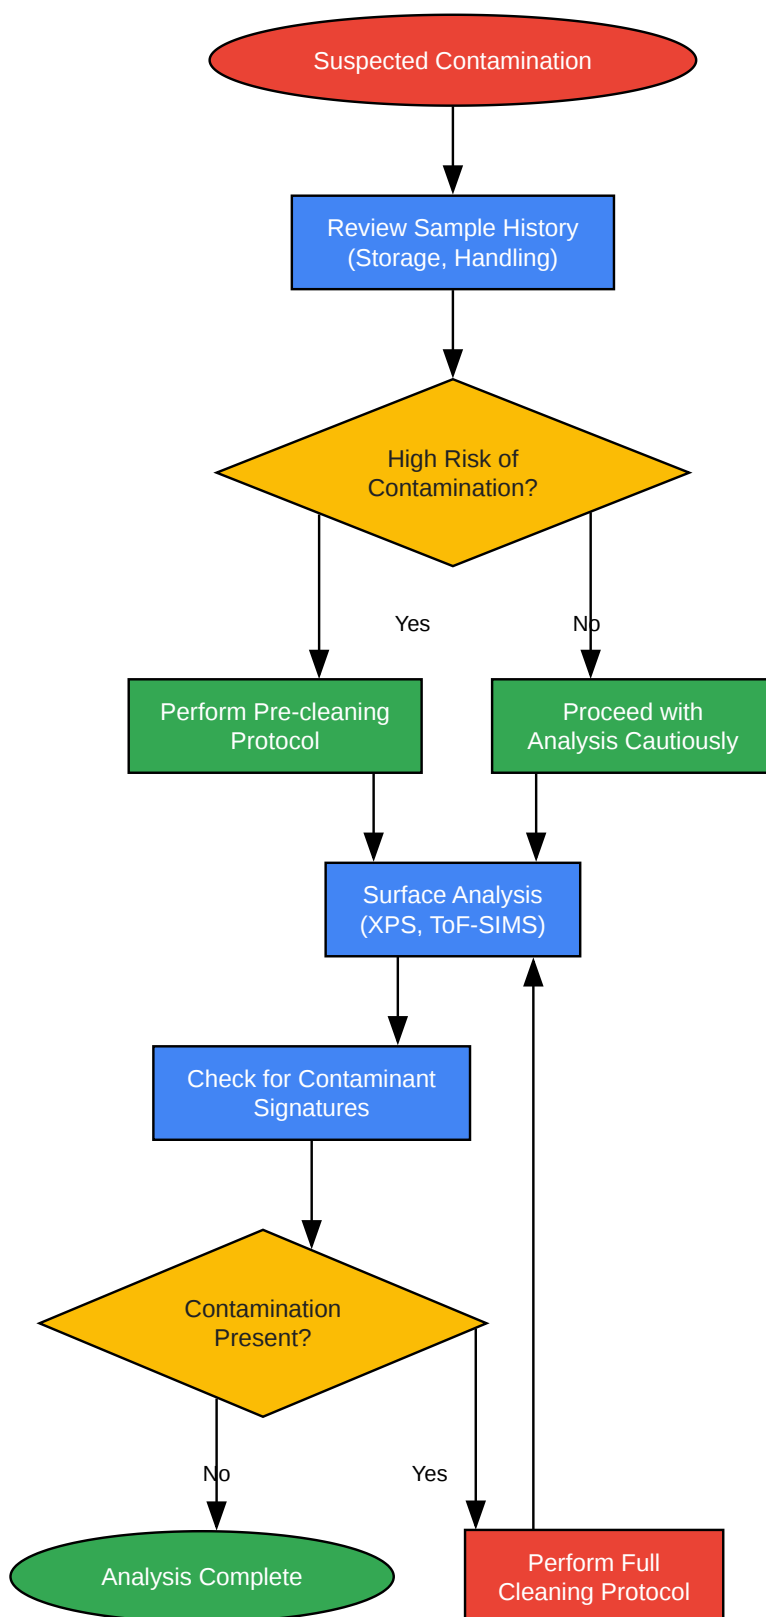 Suspected Contamination
Review Sample History
(Storage, Handling)
High Risk of
Contamination?
Yes
No
Perform Pre-cleaning
Protocol
Proceed with
Analysis Cautiously
Surface Analysis
(XPS, ToF-SIMS)
Check for Contaminant
Signatures
Contamination
Present?
No
Yes
Analysis Complete
Perform Full
Cleaning Protocol